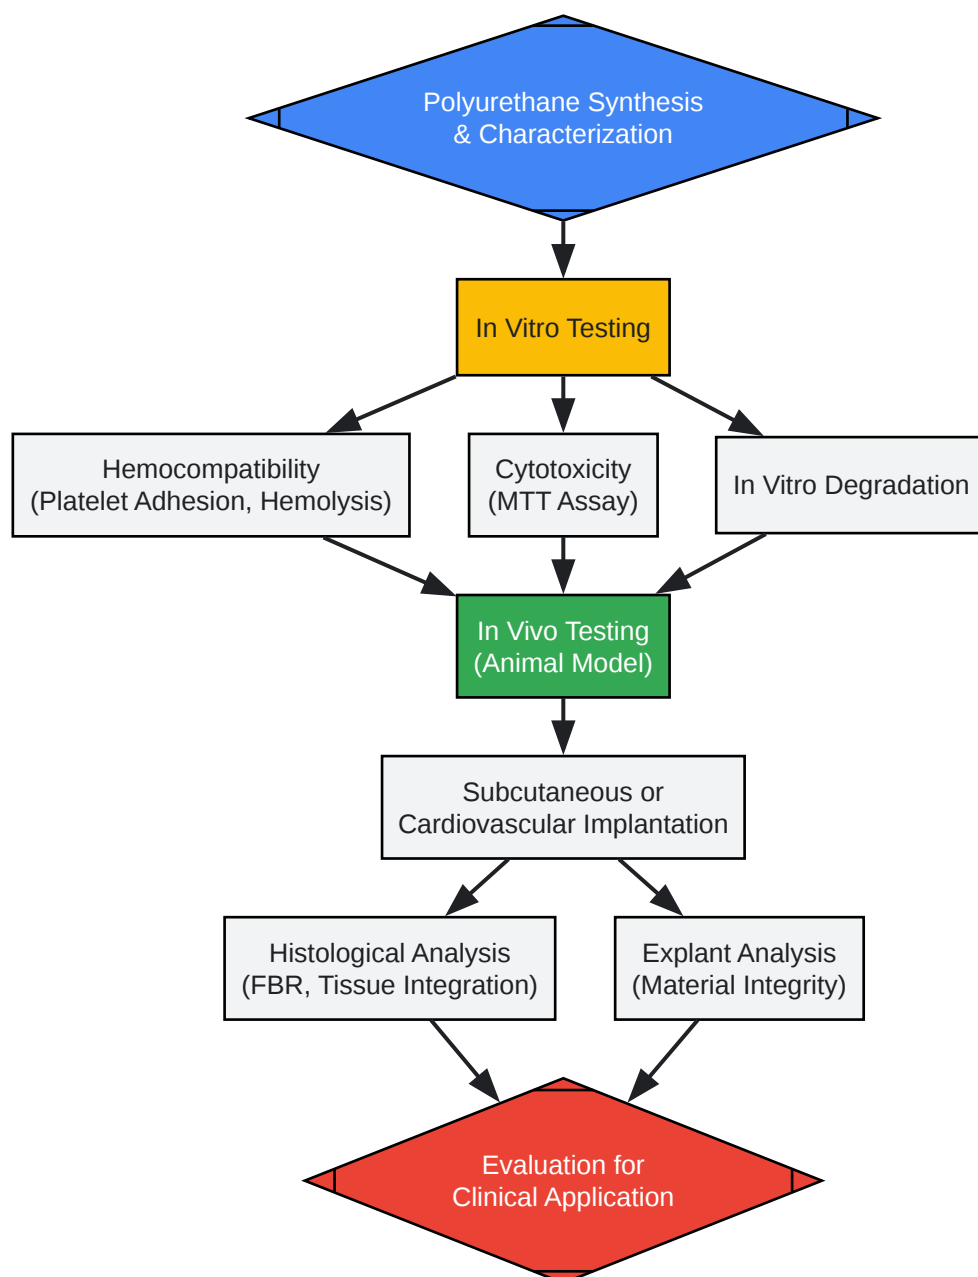 Polyurethane Synthesis
& Characterization
In Vitro Testing
Hemocompatibility
(Platelet Adhesion, Hemolysis)
Cytotoxicity
(MTT Assay)
In Vitro Degradation
In Vivo Testing
(Animal Model)
Subcutaneous or
Cardiovascular Implantation
Histological Analysis
(FBR, Tissue Integration)
Explant Analysis
(Material Integrity)
Evaluation for
Clinical Application